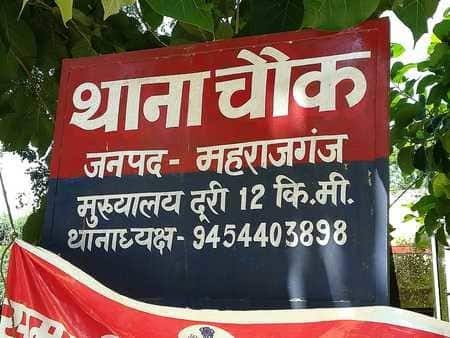 थाना चौक
जनपद - महराजगंज
मुख्यालय दूरी 12 कि.मी.
थानाध्यक्ष - 9454403898